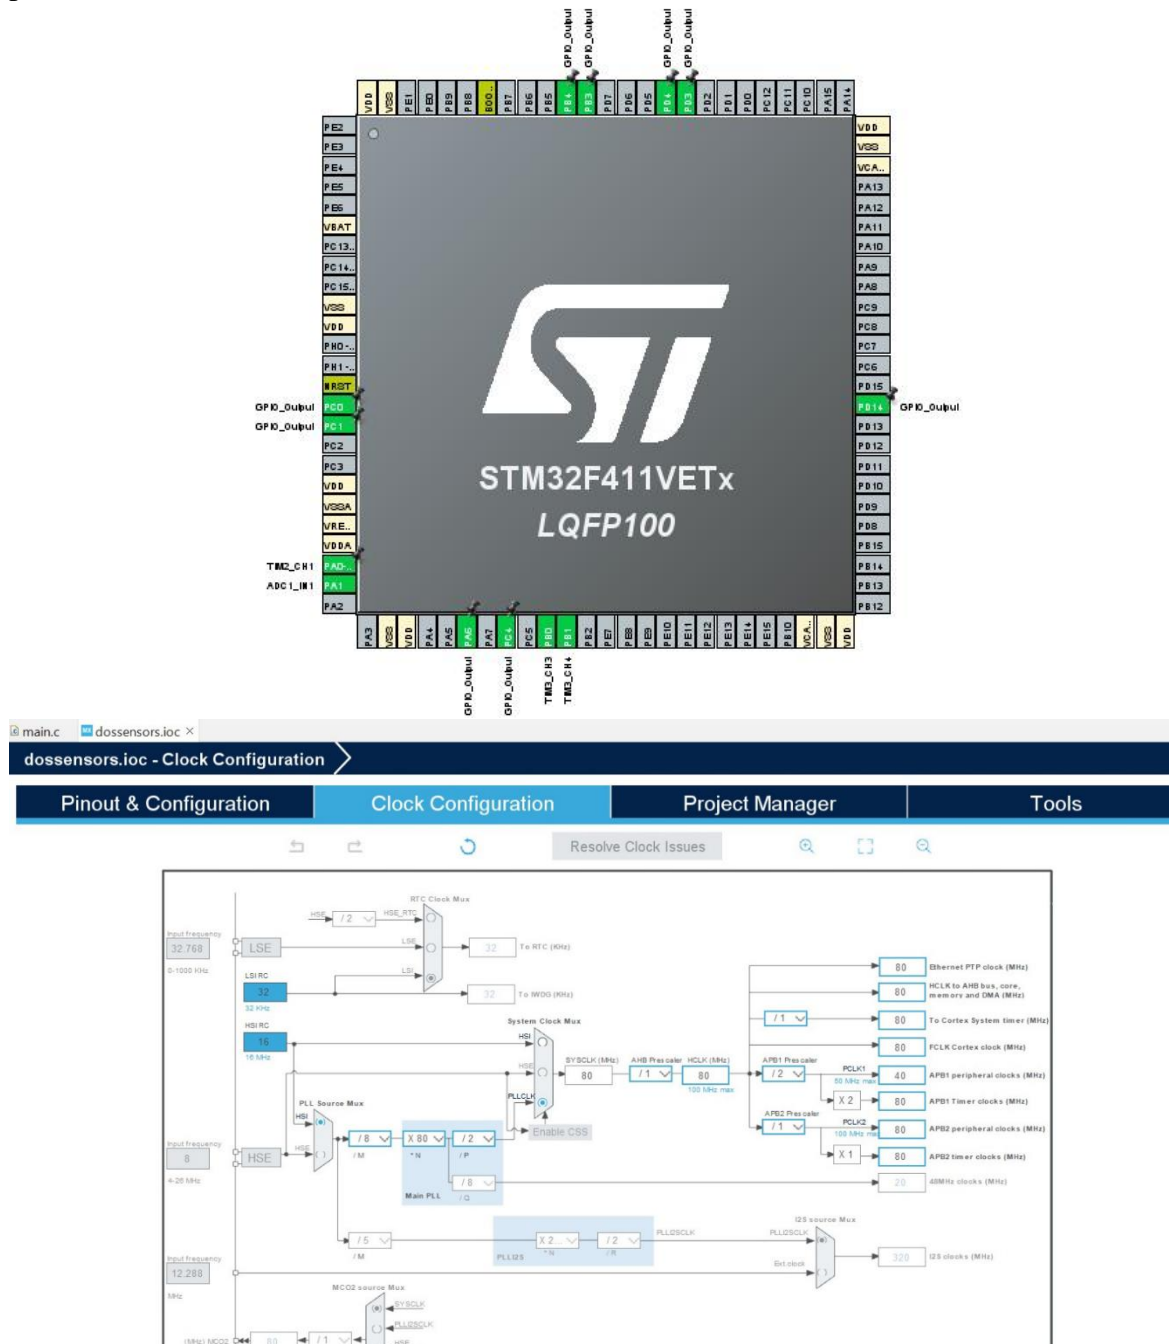 GPIO_Output
GPIO_Output
GPIO_Output
GPIO_Output
VDD
VSS
PE1
PE0
PB9
PB8
BOO..
PB7
PB6
PB5
PB4
PB3
PD7
PD6
PD5
PD4
PD3
PD2
PD1
PD0
PC12
PC11
PC10
PA15
PA14
PE2
PE3
PE4
PE5
PE6
VBAT
PC13..
PC14..
PC15..
VSS
VDD
PH0-..
PH1-..
NRST
GPIO_Output PC0
GPIO_Output PC1
PC2
PC3
VDD
VSSA
VRE..
VDDA
TIM2_CH1 PA0-..
ADC1_IN1 PA1
PA2
VDD
VSS
VCA..
PA13
PA12
PA11
PA10
PA9
PA8
PC9
PC8
PC7
PC6
PD15
PD14 GPIO_Output
PD13
PD12
PD11
PD10
PD9
PD8
PB15
PB14
PB13
PB12
STM32F411VETx
LQFP100
PA3
VSS
VDD
PA4
PA5
PA6
PA7
PC4
PC5
PB0
PB1
PB2
PE7
PE8
PE9
PE10
PE11
PE12
PE13
PE14
PE15
PB10
VCA..
VSS
VDD
GPIO_Output
GPIO_Output
TIM3_CH3
TIM3_CH4
main.c dossensors.ioc ×
dossensors.ioc - Clock Configuration
Pinout & Configuration Clock Configuration Project Manager Tools
Resolve Clock Issues
RTC Clock Mux
HSE / 2 HSE_RTC
Input frequency
32.768 LSE LSE 32 To RTC (KHz)
0-1000 KHz
LSI RC LSI
32 32 To IWDG (KHz)
32 KHz
HSI RC
16
16 MHz
System Clock Mux
HSI
HSE
PLLCLK
Enable CSS
SYSCLK (MHz) AHB Prescaler HCLK (MHz) APB1 Prescaler
80 / 1 80 / 2
100 MHz max
80 Ethernet PTP clock (MHz)
80 HCLK to AHB bus, core,
memory and DMA (MHz)
/ 1 80 To Cortex System timer (MHz)
80 FCLK Cortex clock (MHz)
PCLK1
50 MHz max 40 APB1 peripheral clocks (MHz)
X 2 80 APB1 Timer clocks (MHz)
APB2 Prescaler
/ 1
PCLK2
100 MHz max 80 APB2 peripheral clocks (MHz)
X 1 80 APB2 timer clocks (MHz)
20 48MHz clocks (MHz)
PLL Source Mux
HSI
HSE
/ 8 X 80 / 2
/ M * N / P
/ 8
Main PLL / Q
Input frequency
8 HSE
4-26 MHz
/ 5 X 2... / 2 PLLI2SCLK
/ M PLLI2S * N / R
I2S source Mux
PLLI2SCLK
Ext.clock
320 I2S clocks (MHz)
Input frequency
12.288
MHz
MCO2 source Mux
SYSCLK
PLLI2SCLK
HSE
(MHz) MCO2 80 / 1